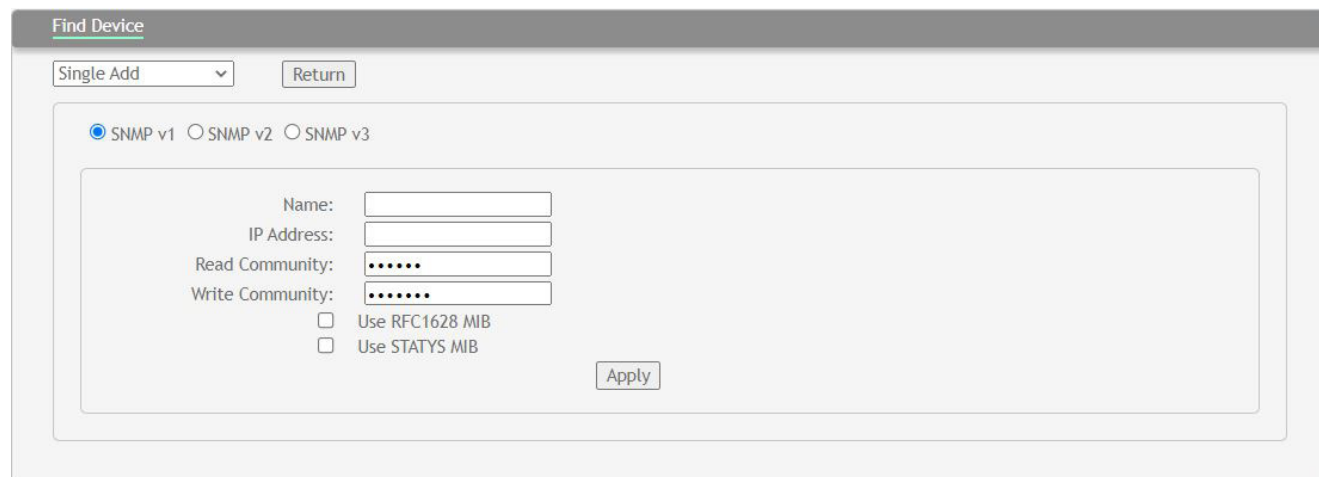 Find Device
Single Add Return
SNMP v1 SNMP v2 SNMP v3
Name:
IP Address:
Read Community: ••••••
Write Community: •••••••
Use RFC1628 MIB
Use STATYS MIB
Apply